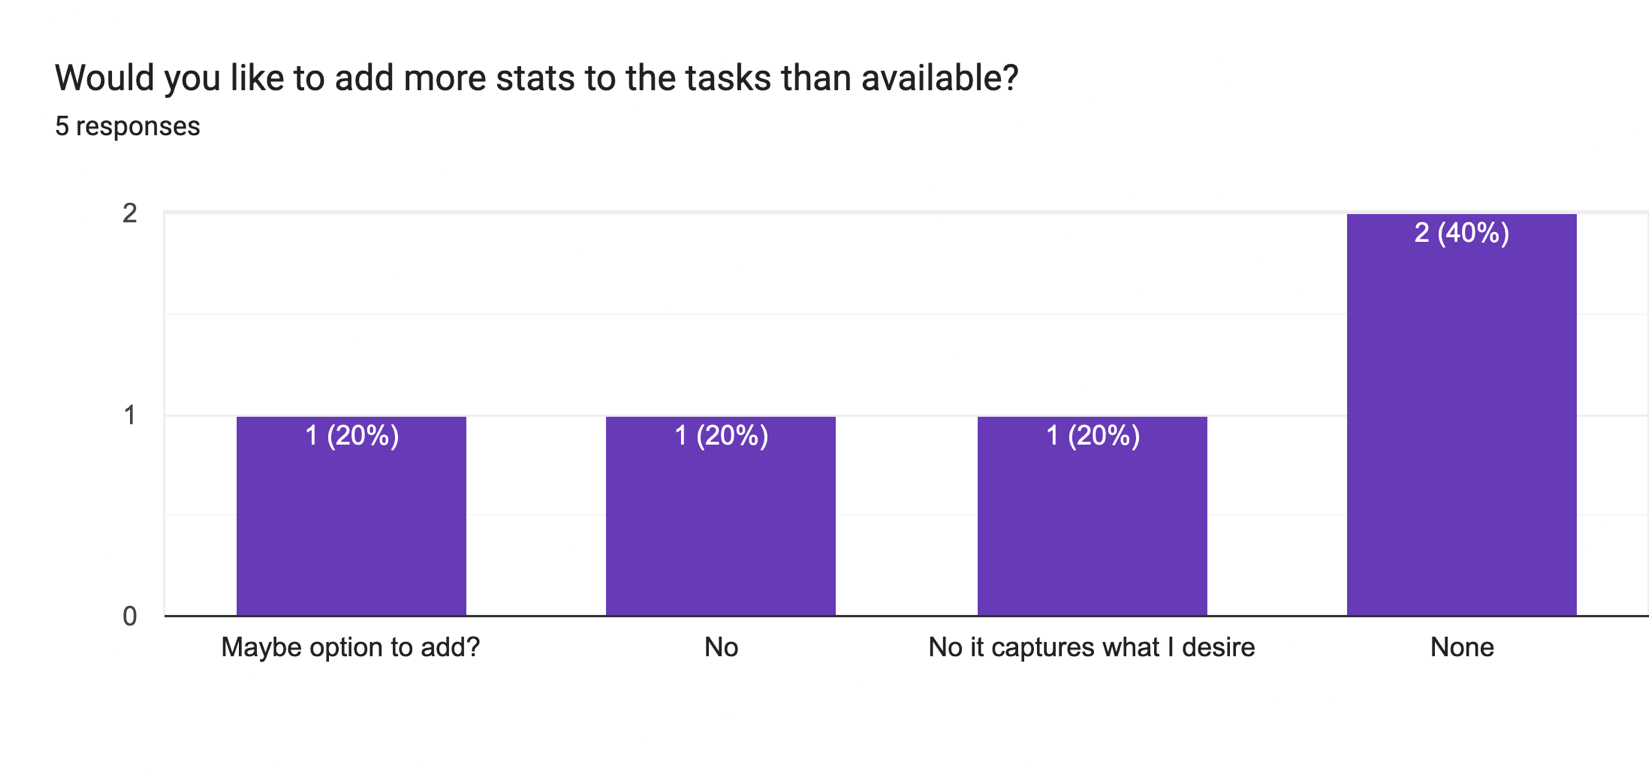 Would you like to add more stats to the tasks than available?
5 responses
2
2 (40%)
1
1 (20%)
1 (20%)
1 (20%)
0
Maybe option to add?
No
No it captures what I desire
None